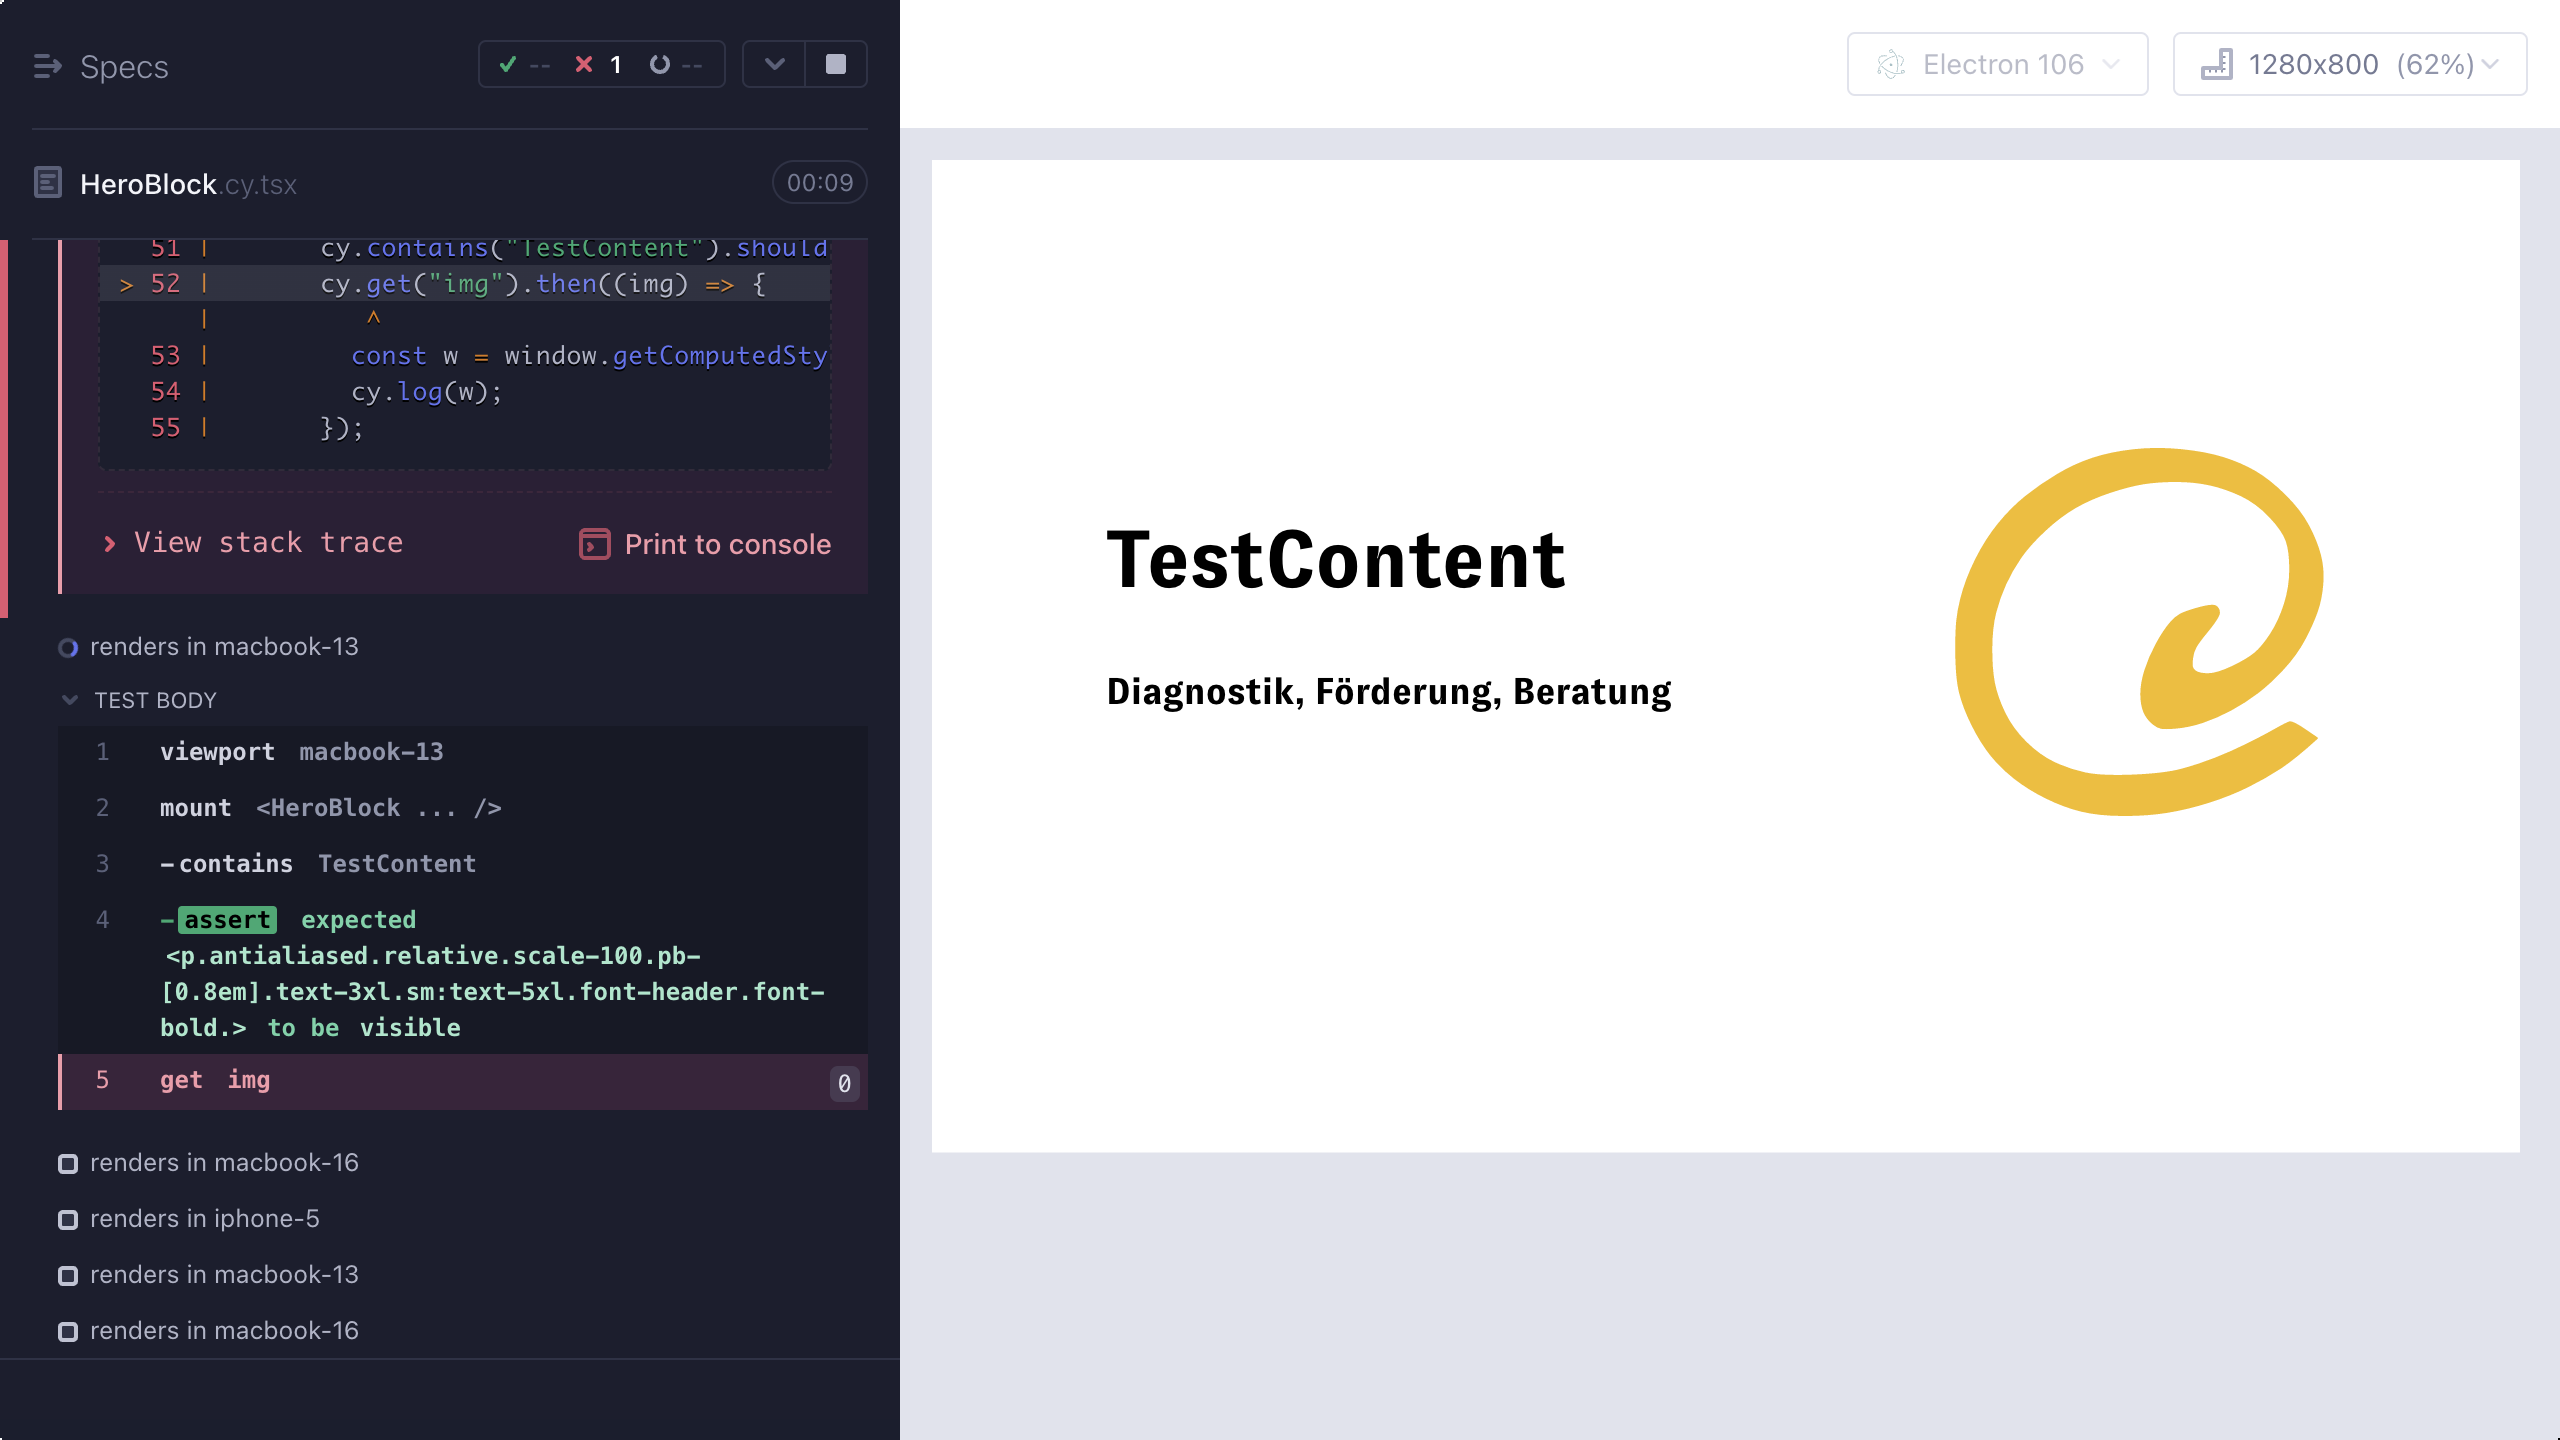 Specs
-- 1 --
Electron 106
1280x800 (62%)
HeroBlock.cy.tsx
00:09
51 | cy.contains("TestContent").should
> 52 | cy.get("img").then((img) => {
| ^
53 | const w = window.getComputedSty
54 | cy.log(w);
55 | });
View stack trace
Print to console
renders in macbook-13
TEST BODY
1 viewport macbook-13
2 mount <HeroBlock ... />
3 -contains TestContent
4 -assert expected
<p.antialiased.relative.scale-100.pb-
[0.8em].text-3xl.sm:text-5xl.font-header.font-
bold.> to be visible
5 get img 0
renders in macbook-16
renders in iphone-5
renders in macbook-13
renders in macbook-16
TestContent
Diagnostik, Förderung, Beratung